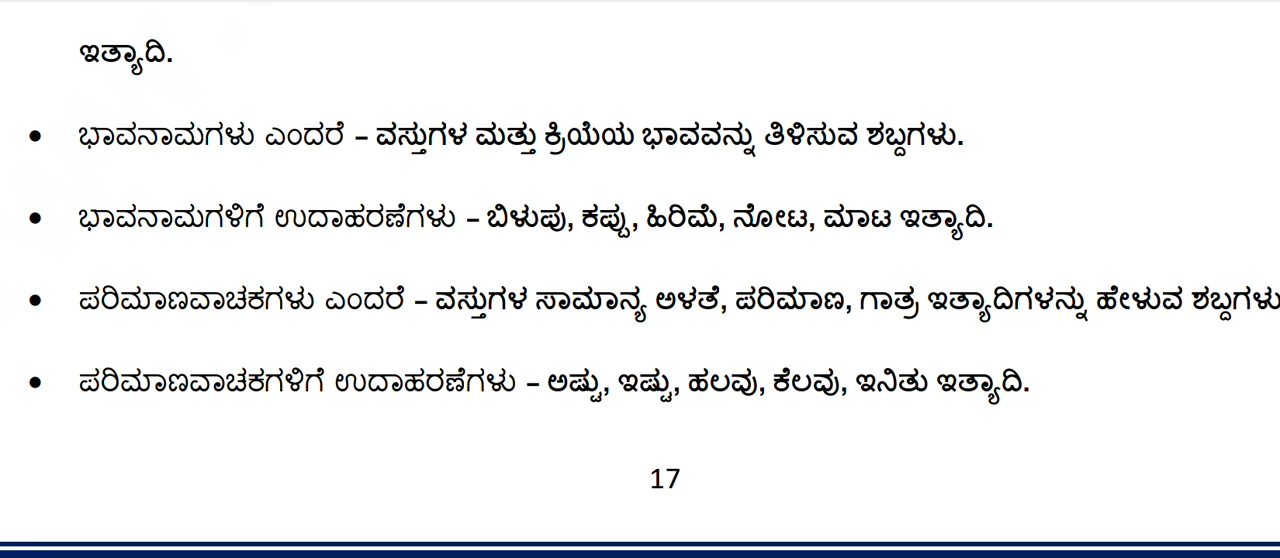 ಇತ್ಯಾದಿ.
• ಭಾವನಾಮಗಳು ಎಂದರೆ – ವಸ್ತುಗಳ ಮತ್ತು ಕ್ರಿಯೆಯ ಭಾವವನ್ನು ತಿಳಿಸುವ ಶಬ್ದಗಳು.
• ಭಾವನಾಮಗಳಿಗೆ ಉದಾಹರಣೆಗಳು – ಬಿಳುಪು, ಕಪ್ಪು, ಹಿರಿಮೆ, ನೋಟ, ಮಾಟ ಇತ್ಯಾದಿ.
• ಪರಿಮಾಣವಾಚಕಗಳು ಎಂದರೆ – ವಸ್ತುಗಳ ಸಾಮಾನ್ಯ ಅಳತೆ, ಪರಿಮಾಣ, ಗಾತ್ರ ಇತ್ಯಾದಿಗಳನ್ನು ಹೇಳುವ ಶಬ್ದಗಳು
• ಪರಿಮಾಣವಾಚಕಗಳಿಗೆ ಉದಾಹರಣೆಗಳು – ಅಷ್ಟು, ಇಷ್ಟು, ಹಲವು, ಕೆಲವು, ಇನಿತು ಇತ್ಯಾದಿ.
17